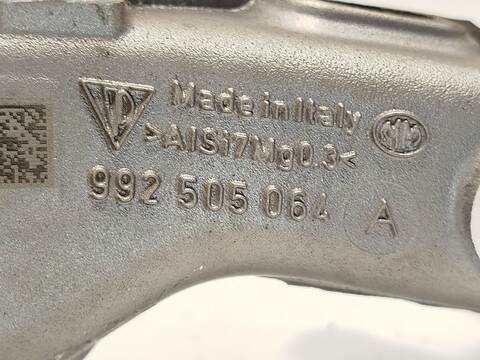 Made in Italy
>AlSi7Mg0.3<
992 505 064 A